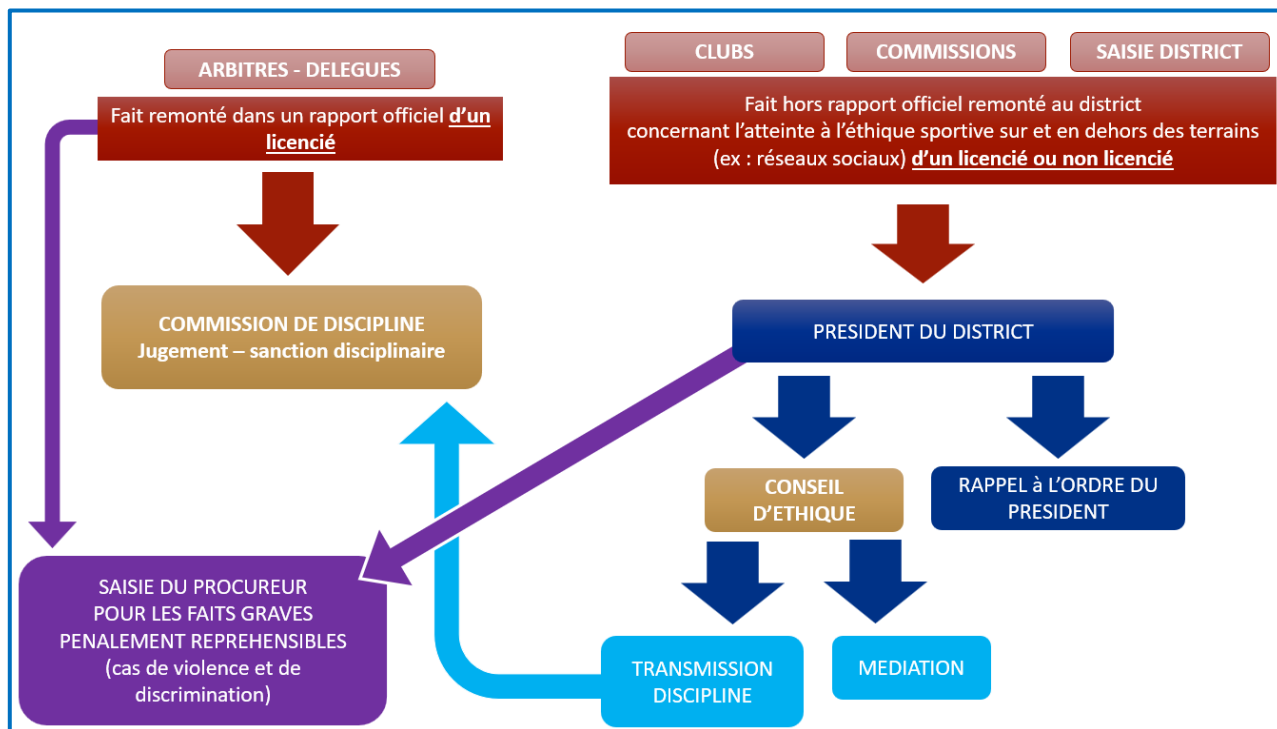 ARBITRES - DELEGUES
Fait remonté dans un rapport officiel d'un
licencié
COMMISSION DE DISCIPLINE
Jugement – sanction disciplinaire
SAISIE DU PROCUREUR
POUR LES FAITS GRAVES
PENALEMENT REPREHENSIBLES
(cas de violence et de
discrimination)
CLUBS
COMMISSIONS
SAISIE DISTRICT
Fait hors rapport officiel remonté au district
concernant l'atteinte à l'éthique sportive sur et en dehors des terrains
(ex : réseaux sociaux) d'un licencié ou non licencié
PRESIDENT DU DISTRICT
CONSEIL
D'ETHIQUE
RAPPEL à L'ORDRE DU
PRESIDENT
TRANSMISSION
DISCIPLINE
MEDIATION